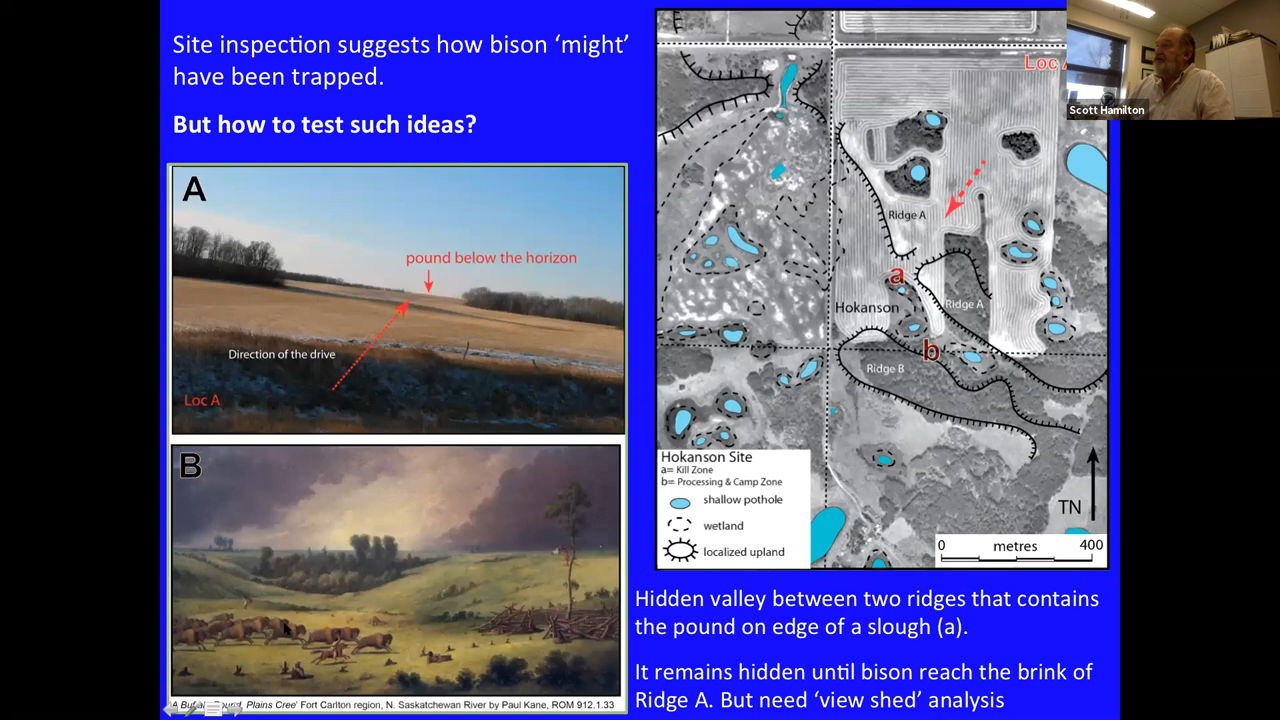 Site inspection suggests how bison ‘might’
have been trapped.
But how to test such ideas?
A
pound below the horizon
Direction of the drive
Loc A
B
Plains Cree’ Fort Carlton region, N. Saskatchewan River by Paul Kane, ROM 912.1.33
Loc
Scott Hamilton
Ridge A
a
Ridge A
Hokanson
b
Ridge B
Hokanson Site
a= Kill Zone
b= Processing & Camp Zone
shallow pothole
wetland
localized upland
TN
0 metres 400
Hidden valley between two ridges that contains
the pound on edge of a slough (a).
It remains hidden until bison reach the brink of
Ridge A. But need ‘view shed’ analysis